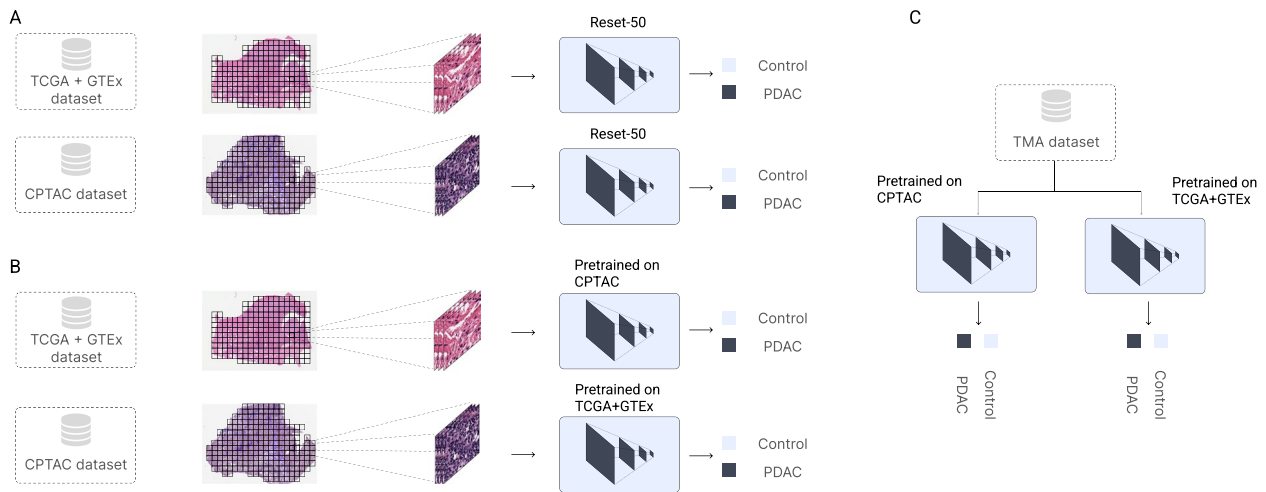 A
TCGA + GTEx
dataset
Reset-50
Control
PDAC
CPTAC dataset
Reset-50
Control
PDAC
B
TCGA + GTEx
dataset
Pretrained on
CPTAC
Control
PDAC
CPTAC dataset
Pretrained on
TCGA+GTEx
Control
PDAC
C
TMA dataset
Pretrained on
CPTAC
Pretrained on
TCGA+GTEx
PDAC
Control
PDAC
Control